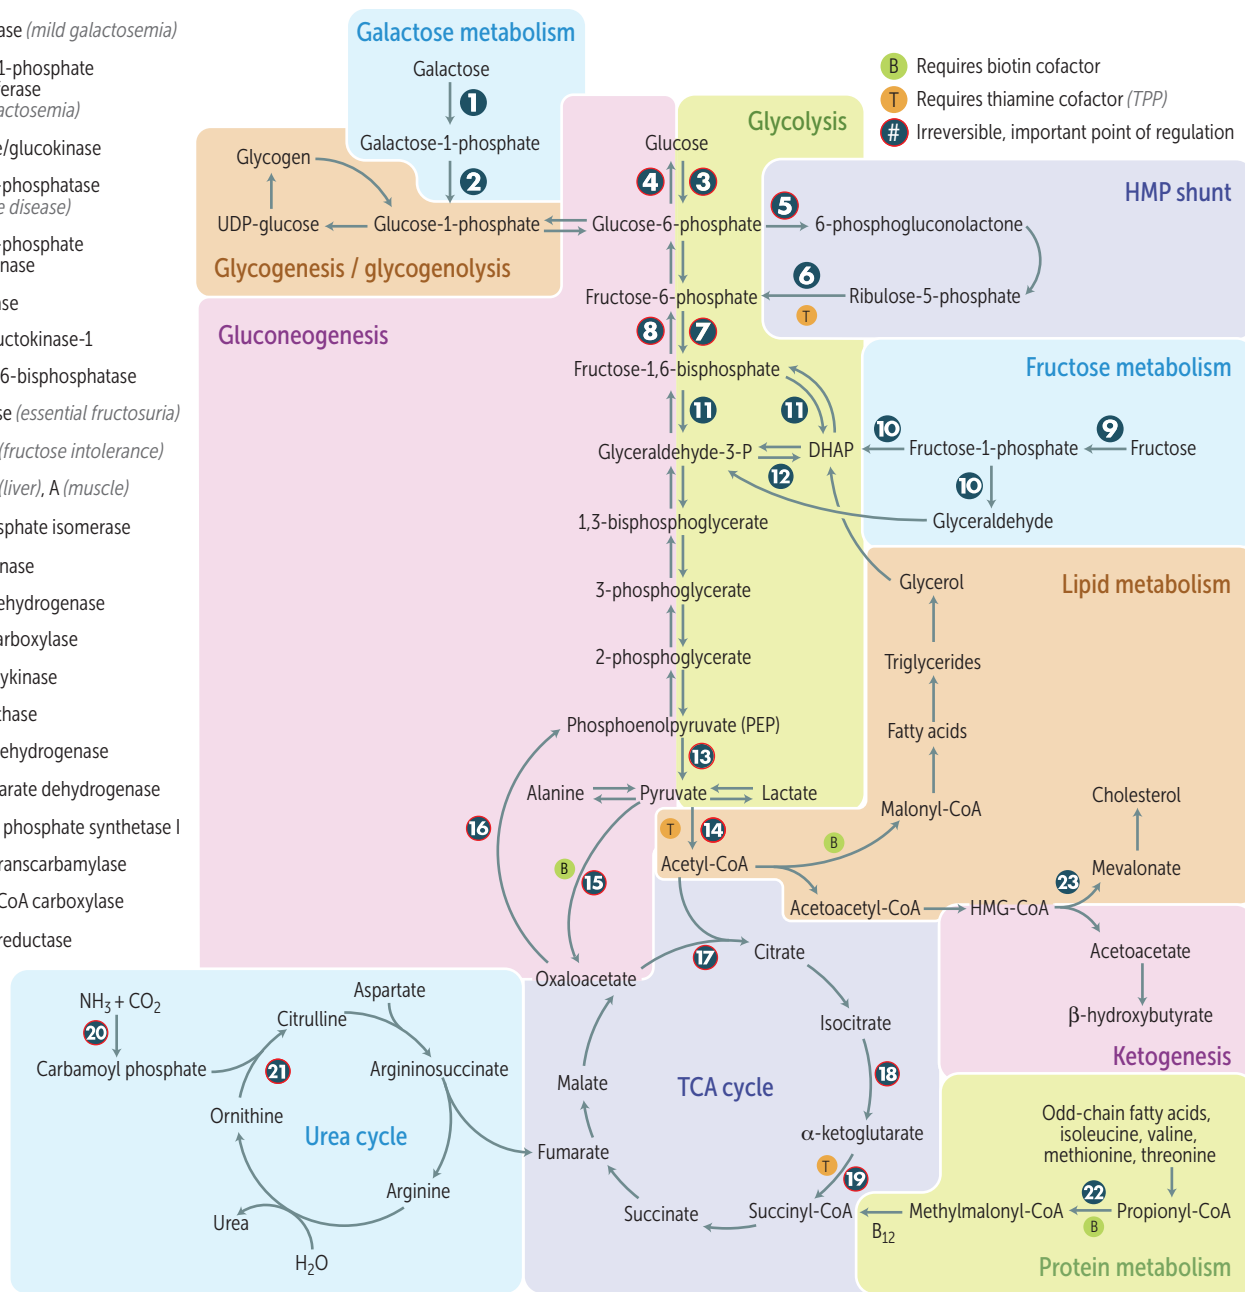 ase (mild galactosemia)
1-phosphate
erase
actosemia)
e/glucokinase
-phosphatase
e disease)
-phosphate
nase
ase
uctokinase-1
6-bisphosphatase
se (essential fructosuria)
(fructose intolerance)
(liver), A (muscle)
sphate isomerase
nase
ehydrogenase
arboxylase
ykinase
thase
ehydrogenase
arate dehydrogenase
phosphate synthetase I
ranscarbamylase
CoA carboxylase
reductase
Galactose metabolism
Galactose
1
Galactose-1-phosphate
2
Glycogen
UDP-glucose
Glucose-1-phosphate
Glycogenesis / glycogenolysis
B Requires biotin cofactor
T Requires thiamine cofactor (TPP)
# Irreversible, important point of regulation
Glycolysis
Glucose
4
3
Glucose-6-phosphate
HMP shunt
5
6-phosphogluconolactone
6
Ribulose-5-phosphate
T
Fructose-6-phosphate
Gluconeogenesis
8
7
Fructose-1,6-bisphosphate
11
11
Glyceraldehyde-3-P
DHAP
12
Fructose metabolism
10
Fructose-1-phosphate
9
Fructose
10
Glyceraldehyde
1,3-bisphosphoglycerate
3-phosphoglycerate
2-phosphoglycerate
Phosphoenolpyruvate (PEP)
13
Alanine
Pyruvate
Lactate
Lipid metabolism
Glycerol
Triglycerides
Fatty acids
Malonyl-CoA
Cholesterol
16
T
14
B
Acetyl-CoA
B
15
Mevalonate
23
Acetoacetyl-CoA
HMG-CoA
Acetoacetate
β-hydroxybutyrate
Ketogenesis
17
Citrate
Oxaloacetate
Isocitrate
18
TCA cycle
Malate
α-ketoglutarate
T
19
Fumarate
Succinate
Succinyl-CoA
B12
Methylmalonyl-CoA
22
B
Propionyl-CoA
Odd-chain fatty acids,
isoleucine, valine,
methionine, threonine
Protein metabolism
NH3 + CO2
20
Carbamoyl phosphate
Aspartate
Citrulline
21
Argininosuccinate
Ornithine
Urea cycle
Arginine
Urea
H2O